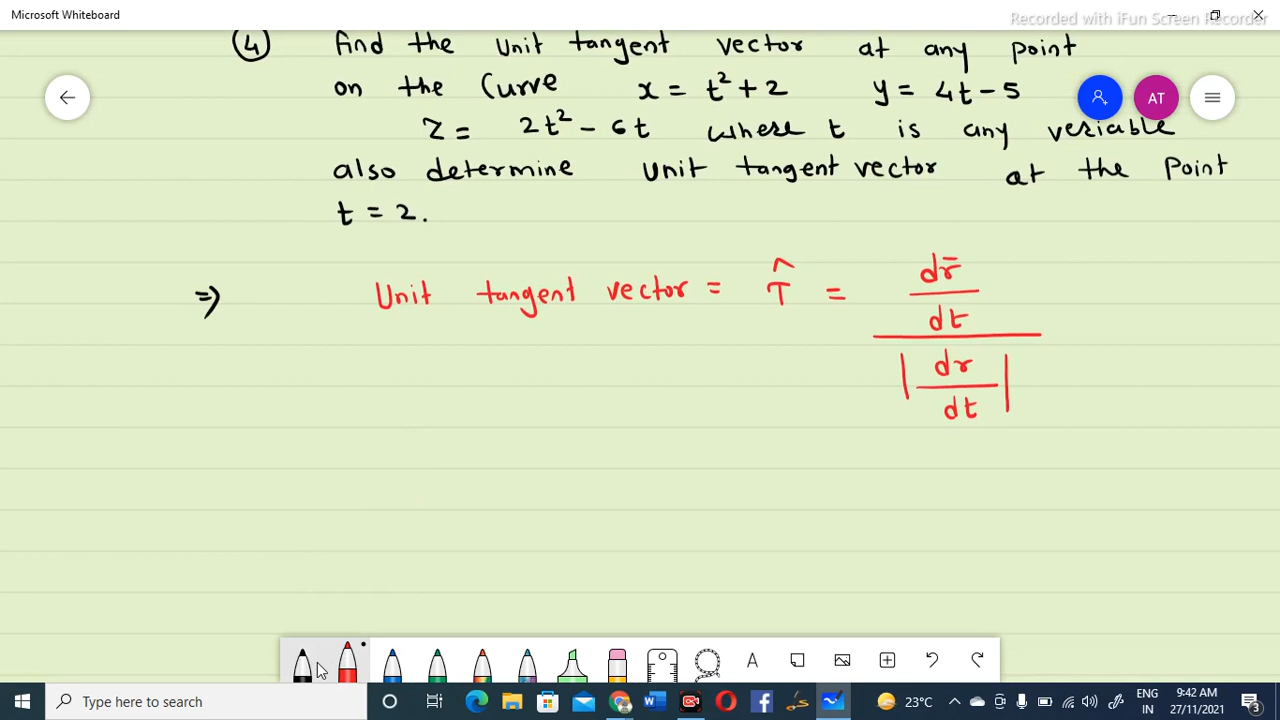 Microsoft Whiteboard
Recorded with iFun Screen Recorder
(4) find the Unit tangent vector at any point
on the Curve x = t² + 2 y = 4t - 5
z = 2t² - 6t where t is any veriable
also determine Unit tangent vector at the Point
t = 2.
AT
⇒ Unit tangent vector = T̂ = dr̄/dt / |dr/dt|
A
Type here to search
W
23°C
ENG
IN
9:42 AM
27/11/2021
3